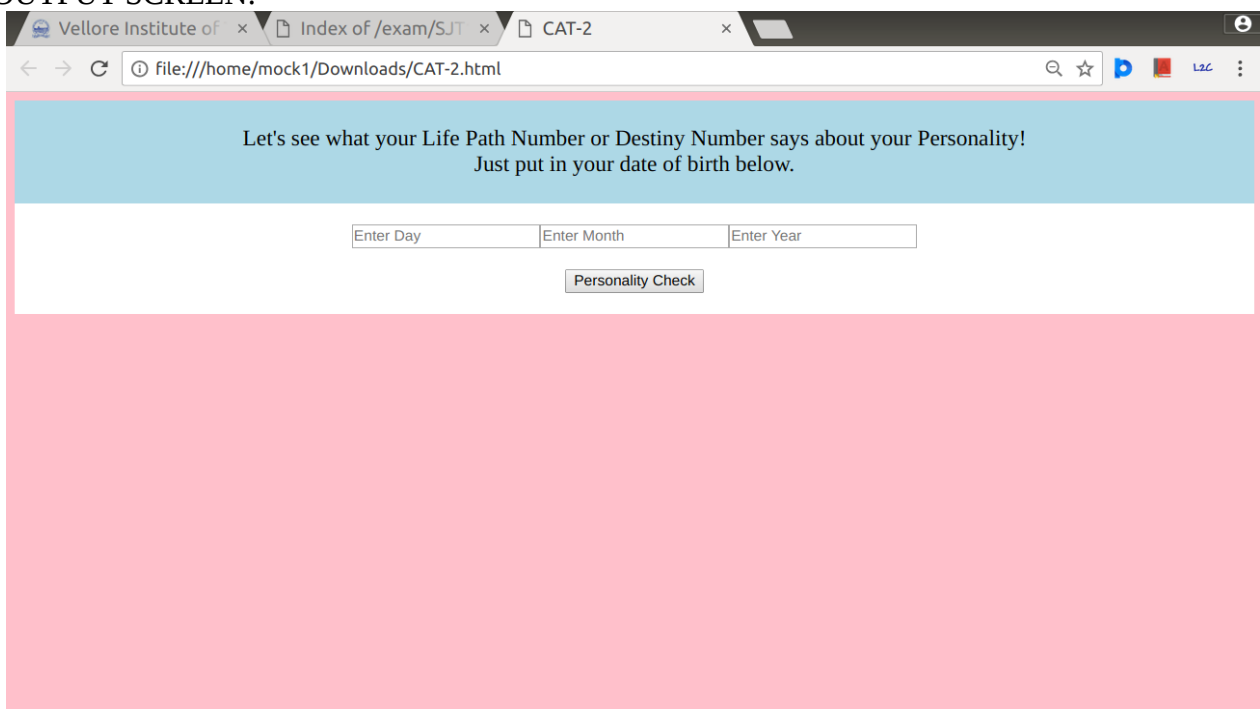 OUTPUT SCREEN:
Vellore Institute of × Index of /exam/SJT × CAT-2 ×
file:///home/mock1/Downloads/CAT-2.html L2C
Let's see what your Life Path Number or Destiny Number says about your Personality!
Just put in your date of birth below.
Enter Day Enter Month Enter Year
Personality Check